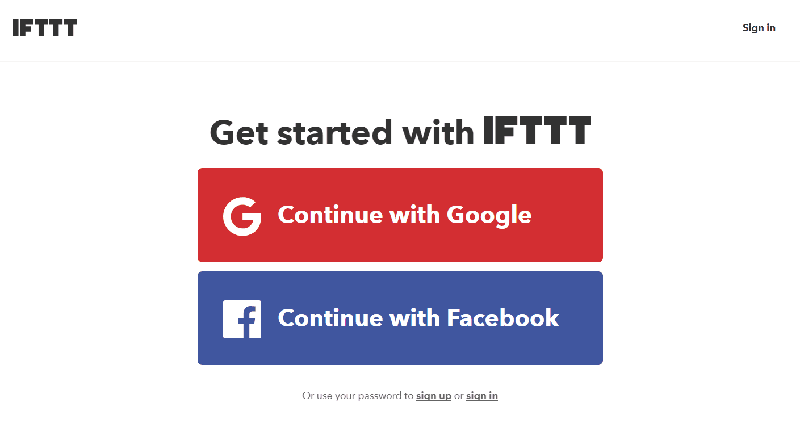 IFTTT
Sign in
Get started with IFTTT
Continue with Google
Continue with Facebook
Or use your password to sign up or sign in